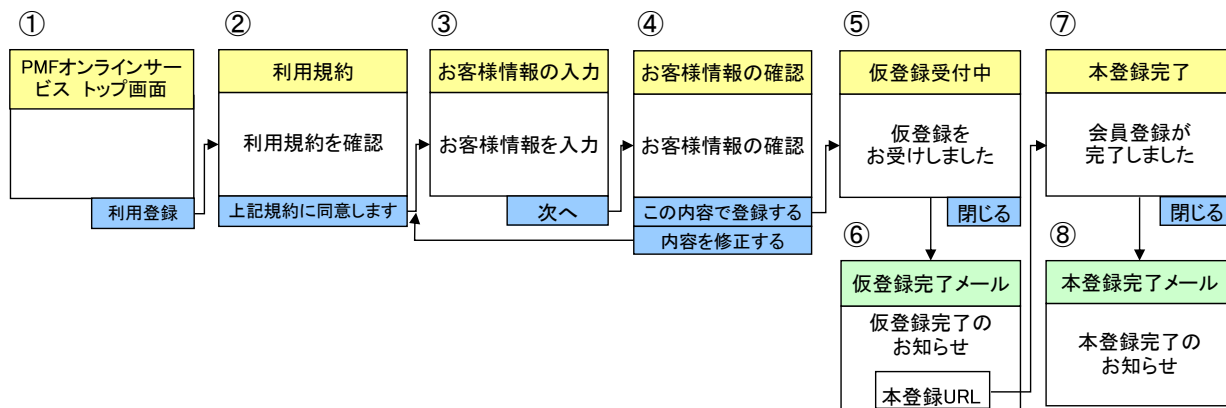 ①
PMFオンラインサー
ビス トップ画面
利用登録
②
利用規約
利用規約を確認
上記規約に同意します
③
お客様情報の入力
お客様情報を入力
次へ
④
お客様情報の確認
お客様情報の確認
この内容で登録する
内容を修正する
⑤
仮登録受付中
仮登録を
お受けしました
閉じる
⑥
仮登録完了メール
仮登録完了の
お知らせ
本登録URL
⑦
本登録完了
会員登録が
完了しました
閉じる
⑧
本登録完了メール
本登録完了の
お知らせ